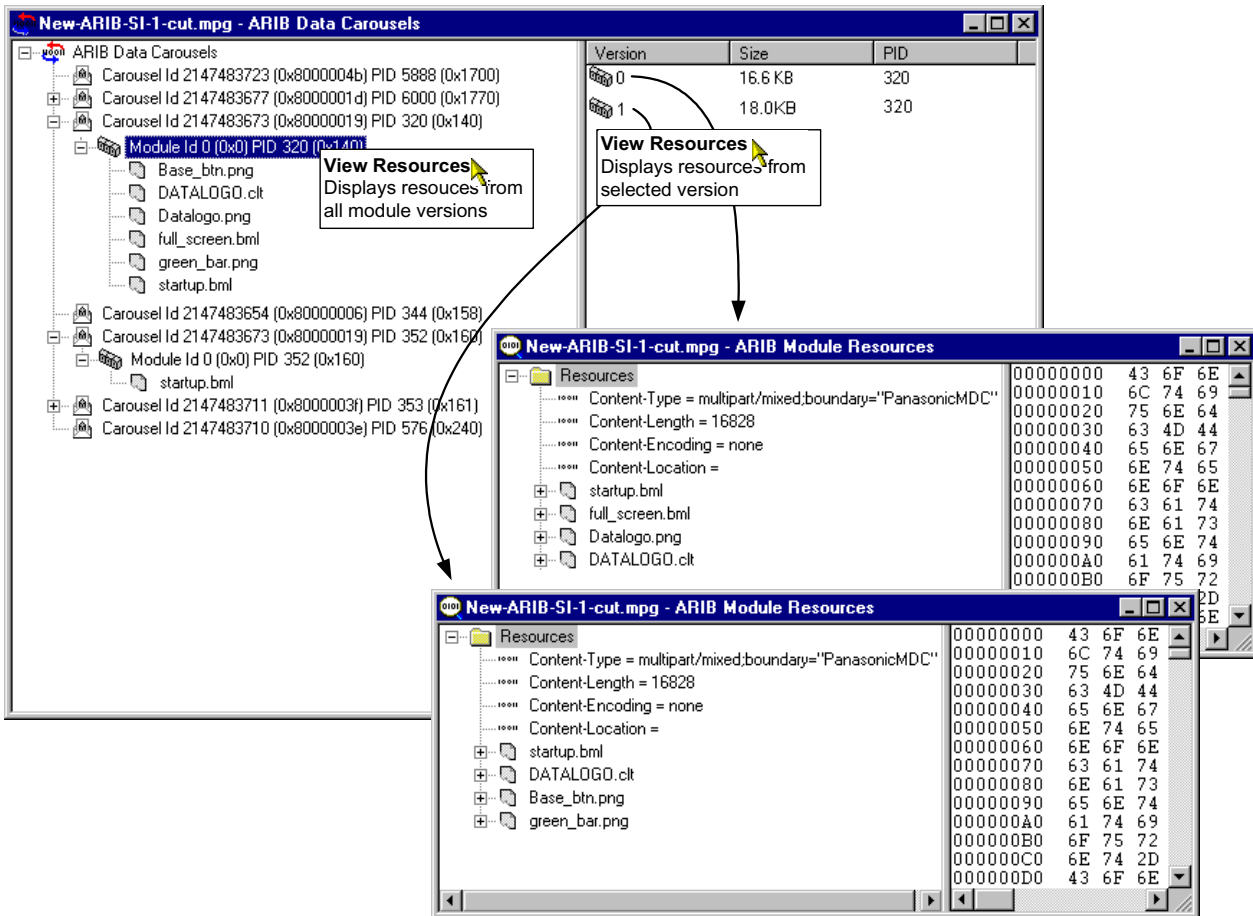 New-ARIB-SI-1-cut.mpg - ARIB Data Carousels
ARIB Data Carousels
Carousel Id 2147483723 (0x8000004b) PID 5888 (0x1700)
Carousel Id 2147483677 (0x8000001d) PID 6000 (0x1770)
Carousel Id 2147483673 (0x80000019) PID 320 (0x140)
Module Id 0 (0x0) PID 320 (0x140)
Base_btn.png
DATALOGO.clt
Datalogo.png
full_screen.bml
green_bar.png
startup.bml
Carousel Id 2147483654 (0x80000006) PID 344 (0x158)
Carousel Id 2147483673 (0x80000019) PID 352 (0x160)
Module Id 0 (0x0) PID 352 (0x160)
startup.bml
Carousel Id 2147483711 (0x8000003f) PID 353 (0x161)
Carousel Id 2147483710 (0x8000003e) PID 576 (0x240)
View Resources
Displays resouces from
all module versions
Version Size PID
0 16.6 KB 320
1 18.0KB 320
View Resources
Displays resources from
selected version
New-ARIB-SI-1-cut.mpg - ARIB Module Resources
Resources
Content-Type = multipart/mixed;boundary="PanasonicMDC"
Content-Length = 16828
Content-Encoding = none
Content-Location =
startup.bml
full_screen.bml
Datalogo.png
DATALOGO.clt
00000000 43 6F 6E
00000010 6C 74 69
00000020 75 6E 64
00000030 63 4D 44
00000040 65 6E 67
00000050 6E 74 65
00000060 6E 6F 6E
00000070 63 61 74
00000080 6E 61 73
00000090 65 6E 74
000000A0 61 74 69
000000B0 6F 75 72
2D
6E
New-ARIB-SI-1-cut.mpg - ARIB Module Resources
Resources
Content-Type = multipart/mixed;boundary="PanasonicMDC"
Content-Length = 16828
Content-Encoding = none
Content-Location =
startup.bml
DATALOGO.clt
Base_btn.png
green_bar.png
00000000 43 6F 6E
00000010 6C 74 69
00000020 75 6E 64
00000030 63 4D 44
00000040 65 6E 67
00000050 6E 74 65
00000060 6E 6F 6E
00000070 63 61 74
00000080 6E 61 73
00000090 65 6E 74
000000A0 61 74 69
000000B0 6F 75 72
000000C0 6E 74 2D
000000D0 43 6F 6E